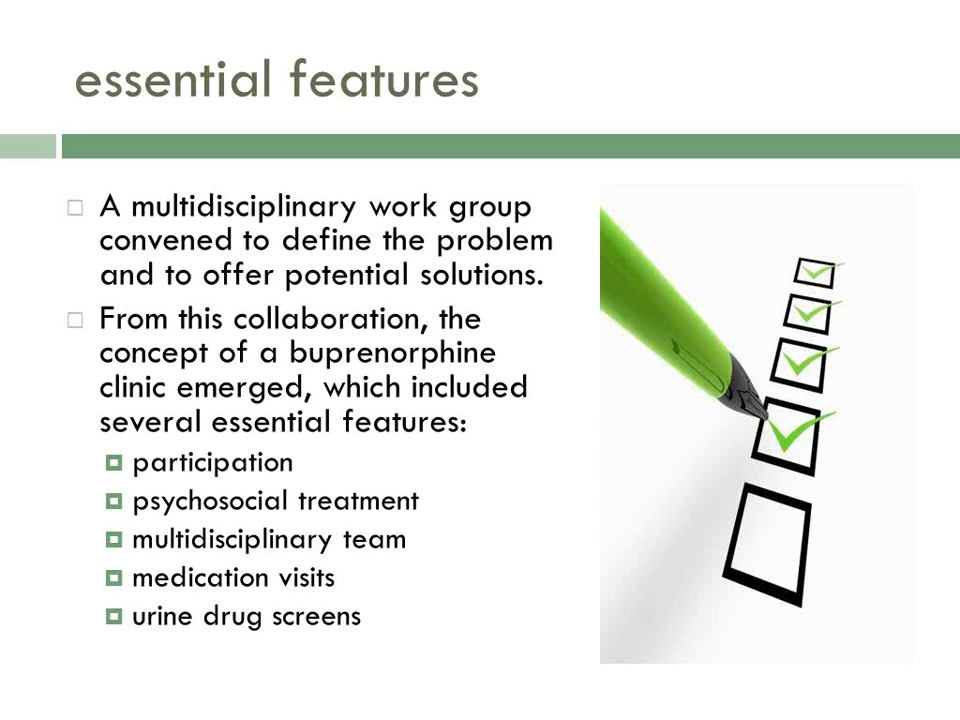 essential features
A multidisciplinary work group
convened to define the problem
and to offer potential solutions.
From this collaboration, the
concept of a buprenorphine
clinic emerged, which included
several essential features:
participation
psychosocial treatment
multidisciplinary team
medication visits
urine drug screens